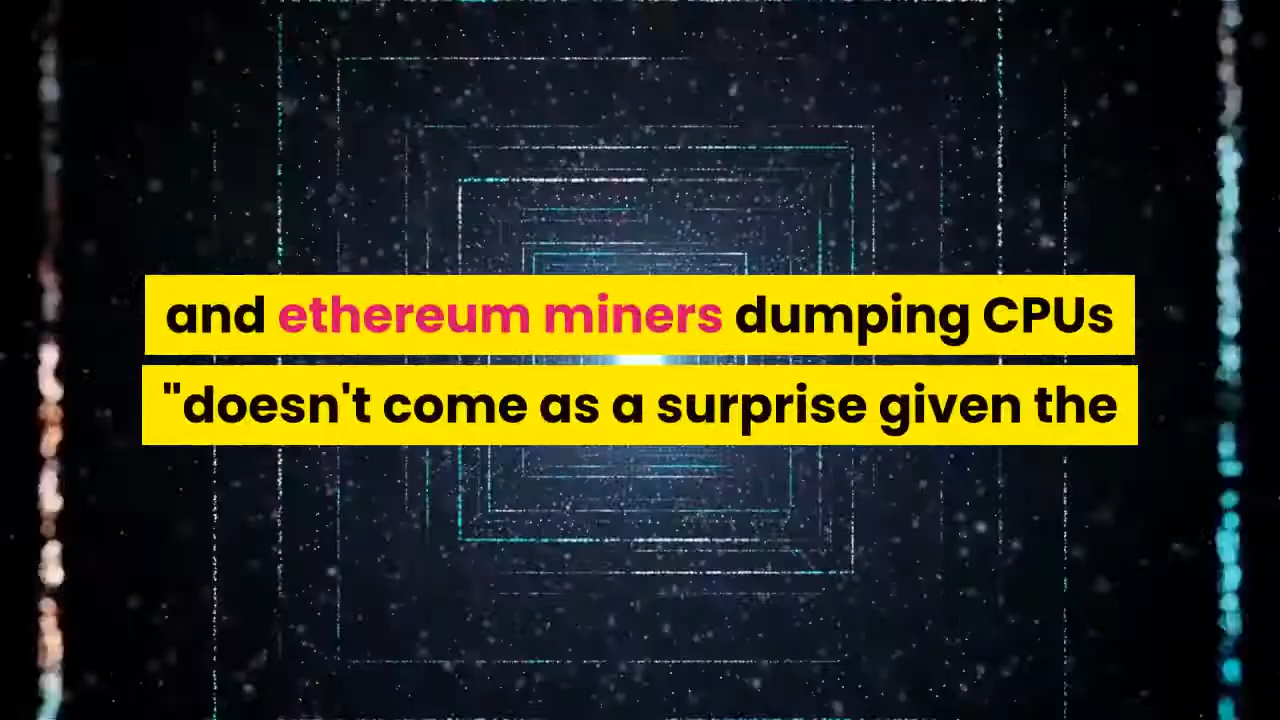 and ethereum miners dumping CPUs
"doesn't come as a surprise given the